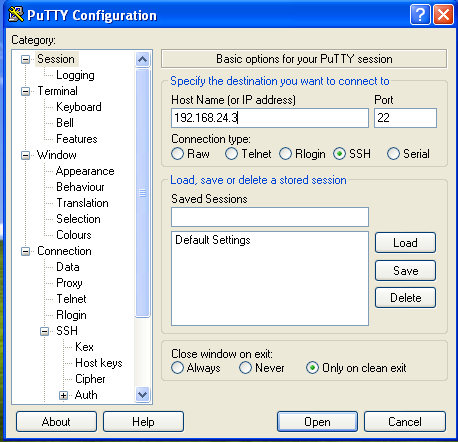 PuTTY Configuration
Category:
Session
Logging
Terminal
Keyboard
Bell
Features
Window
Appearance
Behaviour
Translation
Selection
Colours
Connection
Data
Proxy
Telnet
Rlogin
SSH
Kex
Host keys
Cipher
Auth
Basic options for your PuTTY session
Specify the destination you want to connect to
Host Name (or IP address) Port
192.168.24.3 22
Connection type:
Raw Telnet Rlogin SSH Serial
Load, save or delete a stored session
Saved Sessions
Default Settings
Load
Save
Delete
Close window on exit:
Always Never Only on clean exit
About Help Open Cancel